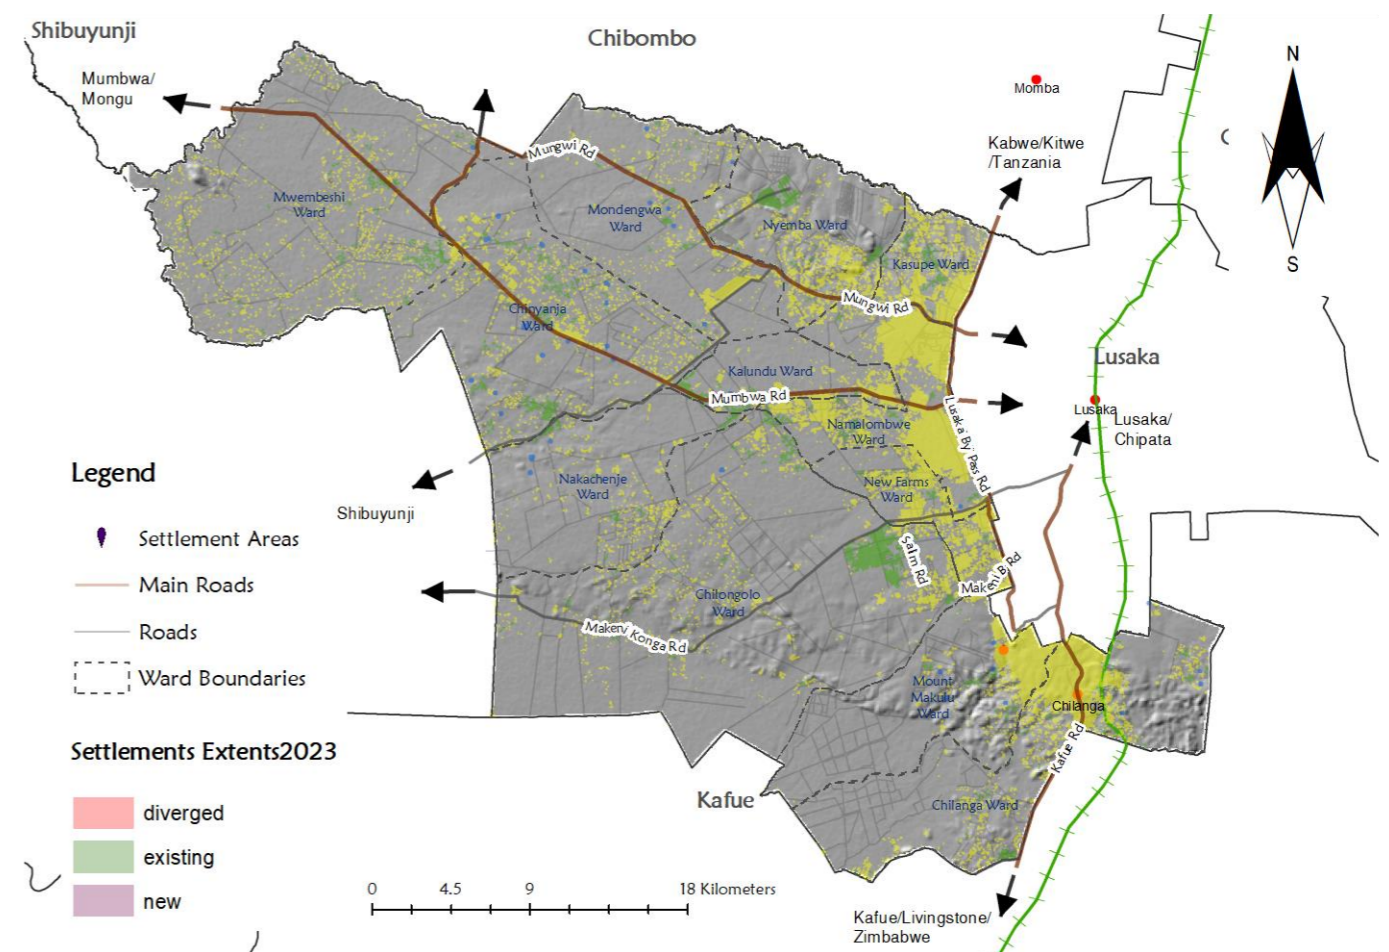 Shibuyunji
Chibombo
Mumbwa/
Mongu
N
Momba
Kabwe/Kitwe
/Tanzania
Mungwi Rd
Mwembeshi
Ward
Mondengwa
Ward
Nyemba Ward
Kasupe Ward
S
Mungwi Rd
Chinyanja
Ward
Lusaka
Kalundu Ward
Mumbwa Rd
Lusaka
Lusaka/
Chipata
Lusaka By Pass Rd
Namalombwe
Ward
Nakachenje
Ward
New Farms
Ward
Shibuyunji
Legend
Settlement Areas
Main Roads
Roads
Ward Boundaries
Salim Rd
Makeni B Rd
Chilongolo
Ward
Makeni Konga Rd
Mount
Makulu
Ward
Chilanga
Kafue Rd
Settlements Extents2023
diverged
existing
new
Kafue
Chilanga Ward
0 4.5 9 18 Kilometers
Kafue/Livingstone/
Zimbabwe